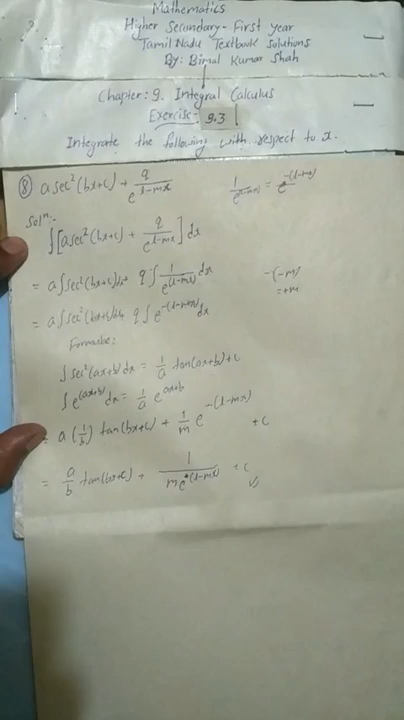 Mathematics
Higher Secondary - First Year
Tamil Nadu Textbook Solutions
By: Bimal Kumar Shah
Chapter: 9. Integral Calculus
Exercise: 9.3
Integrate the following with respect to x.
⑧ a sec²(bx+c) + q/e^(l-mx)
1/e^(l-mx) = e^-(l-mx)
Solⁿ:-
∫[a sec²(bx+c) + q/e^(l-mx)] dx
= a∫sec²(bx+c)dx + q∫ 1/e^(l-mx) dx
-(-m)
= +m
= a∫sec²(bx+c)dx + q∫ e^-(l-mx) dx
Formulae:
∫sec²(ax+b)dx = 1/a tan(ax+b)+c
∫e^(ax+b) dx = 1/a e^ax+b
= a(1/b) tan(bx+c) + 1/m e^-(l-mx) + c
= a/b tan(bx+c) + 1/me^(l-mx) + c